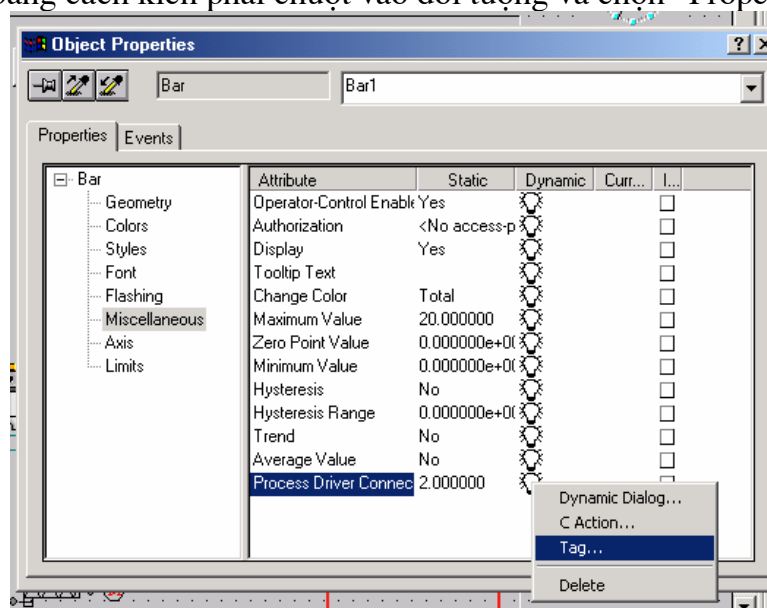 bằng cách kích phải chuột vào đối tượng và chọn "Prope
Object Properties
Bar Bar1
Properties Events
Bar
Geometry
Colors
Styles
Font
Flashing
Miscellaneous
Axis
Limits
Attribute Static Dynamic Curr... I...
Operator-Control Enable Yes
Authorization <No access-p
Display Yes
Tooltip Text
Change Color Total
Maximum Value 20.000000
Zero Point Value 0.000000e+00
Minimum Value 0.000000e+00
Hysteresis No
Hysteresis Range 0.000000e+00
Trend No
Average Value No
Process Driver Connec 2.000000
Dynamic Dialog...
C Action...
Tag...
Delete